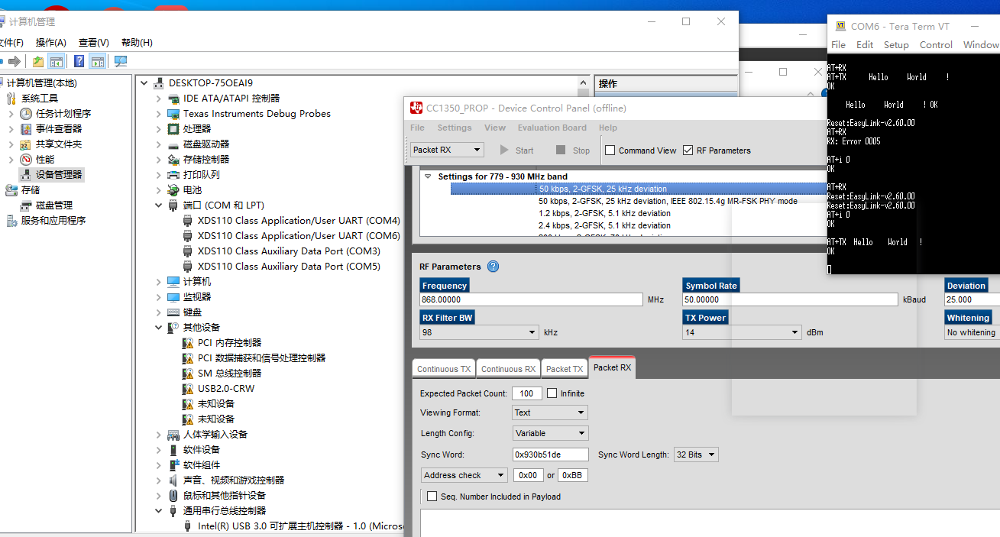 计算机管理
文件(F) 操作(A) 查看(V) 帮助(H)
计算机管理(本地)
系统工具
任务计划程序
事件查看器
共享文件夹
性能
设备管理器
存储
磁盘管理
服务和应用程序
DESKTOP-75OEAI9
IDE ATA/ATAPI 控制器
Texas Instruments Debug Probes
处理器
磁盘驱动器
存储控制器
打印队列
电池
端口 (COM 和 LPT)
XDS110 Class Application/User UART (COM4)
XDS110 Class Application/User UART (COM6)
XDS110 Class Auxiliary Data Port (COM3)
XDS110 Class Auxiliary Data Port (COM5)
计算机
监视器
键盘
其他设备
PCI 内存控制器
PCI 数据捕获和信号处理控制器
SM 总线控制器
USB2.0-CRW
未知设备
未知设备
人体学输入设备
软件设备
软件组件
声音、视频和游戏控制器
鼠标和其他指针设备
通用串行总线控制器
Intel(R) USB 3.0 可扩展主机控制器 - 1.0 (Micros
操作
CC1350_PROP - Device Control Panel (offline)
File Settings View Evaluation Board Help
Packet RX Start Stop Command View RF Parameters
Settings for 779 - 930 MHz band
50 kbps, 2-GFSK, 25 kHz deviation
50 kbps, 2-GFSK, 25 kHz deviation, IEEE 802.15.4g MR-FSK PHY mode
1.2 kbps, 2-GFSK, 5.1 kHz deviation
2.4 kbps, 2-GFSK, 5.1 kHz deviation
RF Parameters
Frequency Symbol Rate Deviation
868.00000 MHz 50.00000 kBaud 25.000
RX Filter BW TX Power Whitening
98 kHz 14 dBm No whitening
Continuous TX Continuous RX Packet TX Packet RX
Expected Packet Count: 100 Infinite
Viewing Format: Text
Length Config: Variable
Sync Word: 0x930b51de Sync Word Length: 32 Bits
Address check 0x00 or 0xBB
Seq. Number Included in Payload
COM6 - Tera Term VT
File Edit Setup Control Window
AT+RX
AT+TX Hello World !
OK
Hello World ! OK
Reset:EasyLink-v2.60.00
AT+RX
RX: Error 0005
AT+i 0
OK
AT+RX
Reset:EasyLink-v2.60.00
Reset:EasyLink-v2.60.00
AT+i 0
OK
AT+TX Hello World !
OK